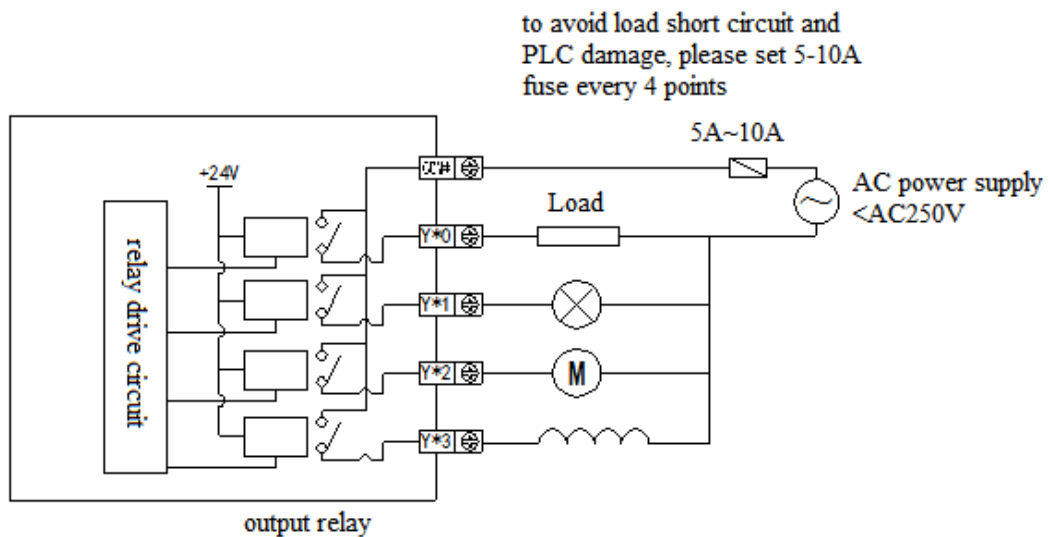 to avoid load short circuit and
PLC damage, please set 5-10A
fuse every 4 points
5A~10A
+24V
AC power supply
<AC250V
Load
Y*0
relay drive circuit
Y*1
Y*2
M
Y*3
output relay